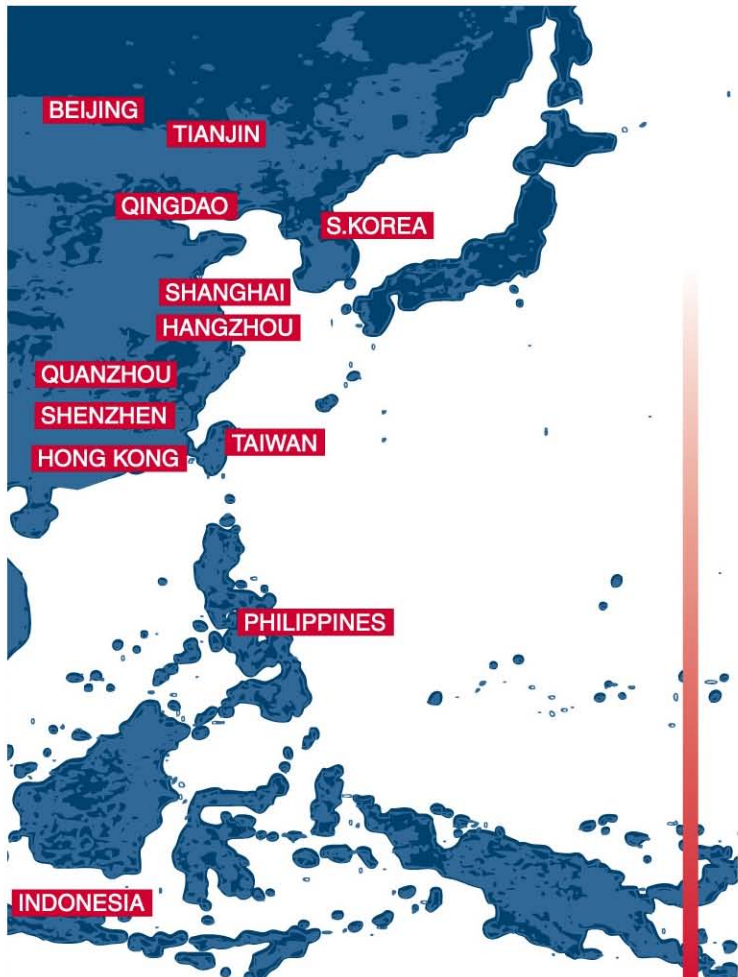 BEIJING
TIANJIN
QINGDAO
S.KOREA
SHANGHAI
HANGZHOU
QUANZHOU
SHENZHEN
TAIWAN
HONG KONG
PHILIPPINES
INDONESIA